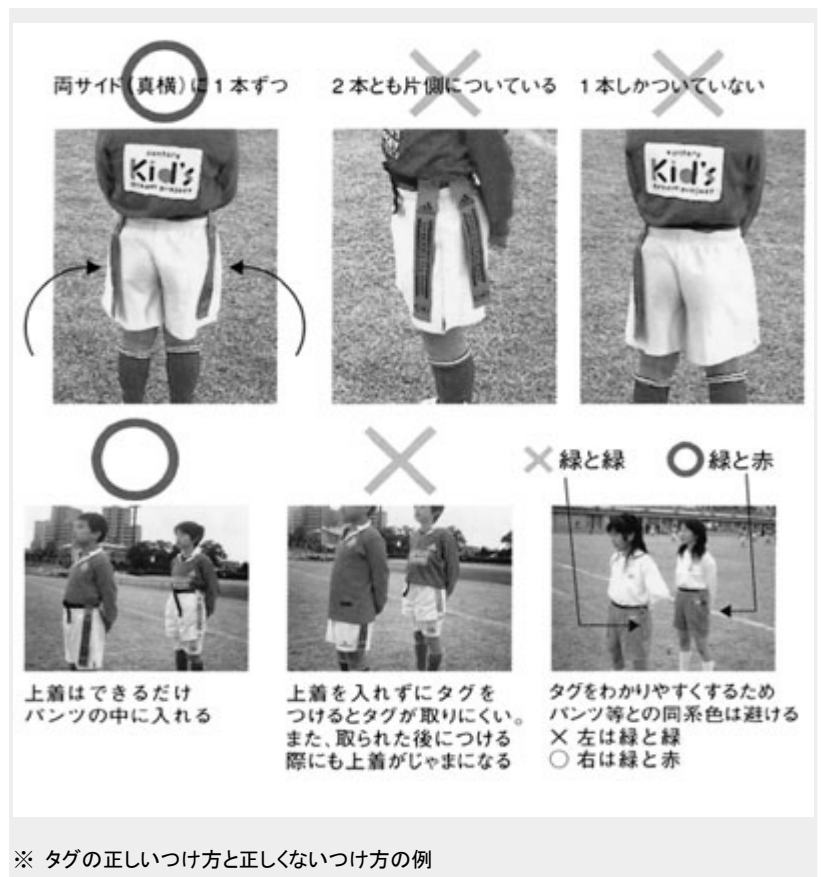 両サイド(真横)に1本ずつ
2本とも片側についている
1本しかついていない
suntory
Kid's
dream project
suntory
Kid's
dream project
×緑と緑
○緑と赤
上着はできるだけ
パンツの中に入れる
上着を入れずにタグを
つけるとタグが取りにくい。
また、取られた後につける
際にも上着がじゃまになる
タグをわかりやすくするため
パンツ等との同系色は避ける
× 左は緑と緑
○ 右は緑と赤
※ タグの正しいつけ方と正しくないつけ方の例